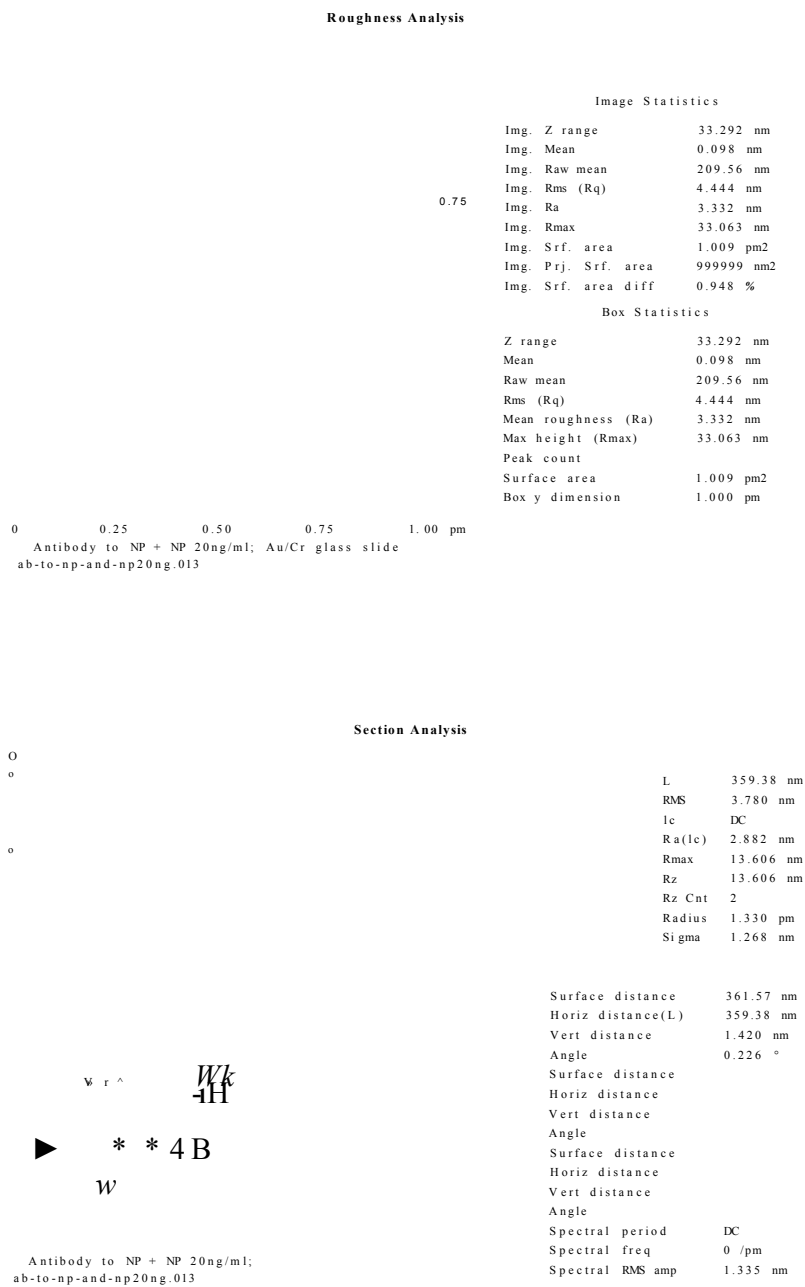 Roughness Analysis
Image Statistics
Img. Z range 33.292 nm
Img. Mean 0.098 nm
Img. Raw mean 209.56 nm
Img. Rms (Rq) 4.444 nm
0.75
Img. Ra 3.332 nm
Img. Rmax 33.063 nm
Img. Srf. area 1.009 pm2
Img. Prj. Srf. area 999999 nm2
Img. Srf. area diff 0.948 %
Box Statistics
Z range 33.292 nm
Mean 0.098 nm
Raw mean 209.56 nm
Rms (Rq) 4.444 nm
Mean roughness (Ra) 3.332 nm
Max height (Rmax) 33.063 nm
Peak count
Surface area 1.009 pm2
Box y dimension 1.000 pm
0 0.25 0.50 0.75 1.00 pm
Antibody to NP + NP 20ng/ml; Au/Cr glass slide
ab-to-np-and-np20ng.013
Section Analysis
O
o
o
L 359.38 nm
RMS 3.780 nm
lc DC
Ra(lc) 2.882 nm
Rmax 13.606 nm
Rz 13.606 nm
Rz Cnt 2
Radius 1.330 pm
Sigma 1.268 nm
Surface distance 361.57 nm
Horiz distance(L) 359.38 nm
Vert distance 1.420 nm
Angle 0.226 °
Surface distance
Horiz distance
Vert distance
Angle
Surface distance
Horiz distance
Vert distance
Angle
Spectral period DC
Spectral freq 0 /pm
Spectral RMS amp 1.335 nm
r ^ Wk
► * * 4B
w
Antibody to NP + NP 20ng/ml;
ab-to-np-and-np20ng.013